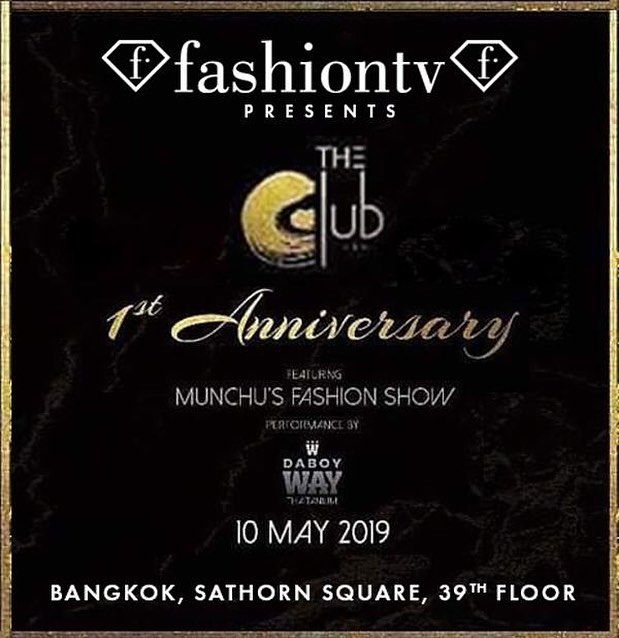 f fashiontv f
PRESENTS
THE
Club
1st Anniversary
FEATURING
MUNCHU'S FASHION SHOW
PERFORMANCE BY
DABOY
WAY
THAITANIUM
10 MAY 2019
BANGKOK, SATHORN SQUARE, 39TH FLOOR